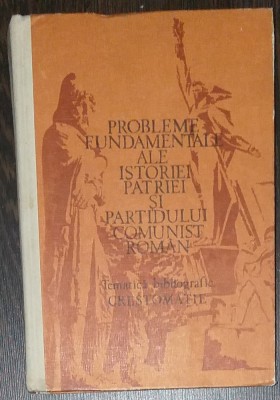 PROBLEME
FUNDAMENTALE
ALE
ISTORIEI
PATRIEI
ȘI
PARTIDULUI
COMUNIST
ROMÂN
Tematică, bibliografie,
CRESTOMAȚIE